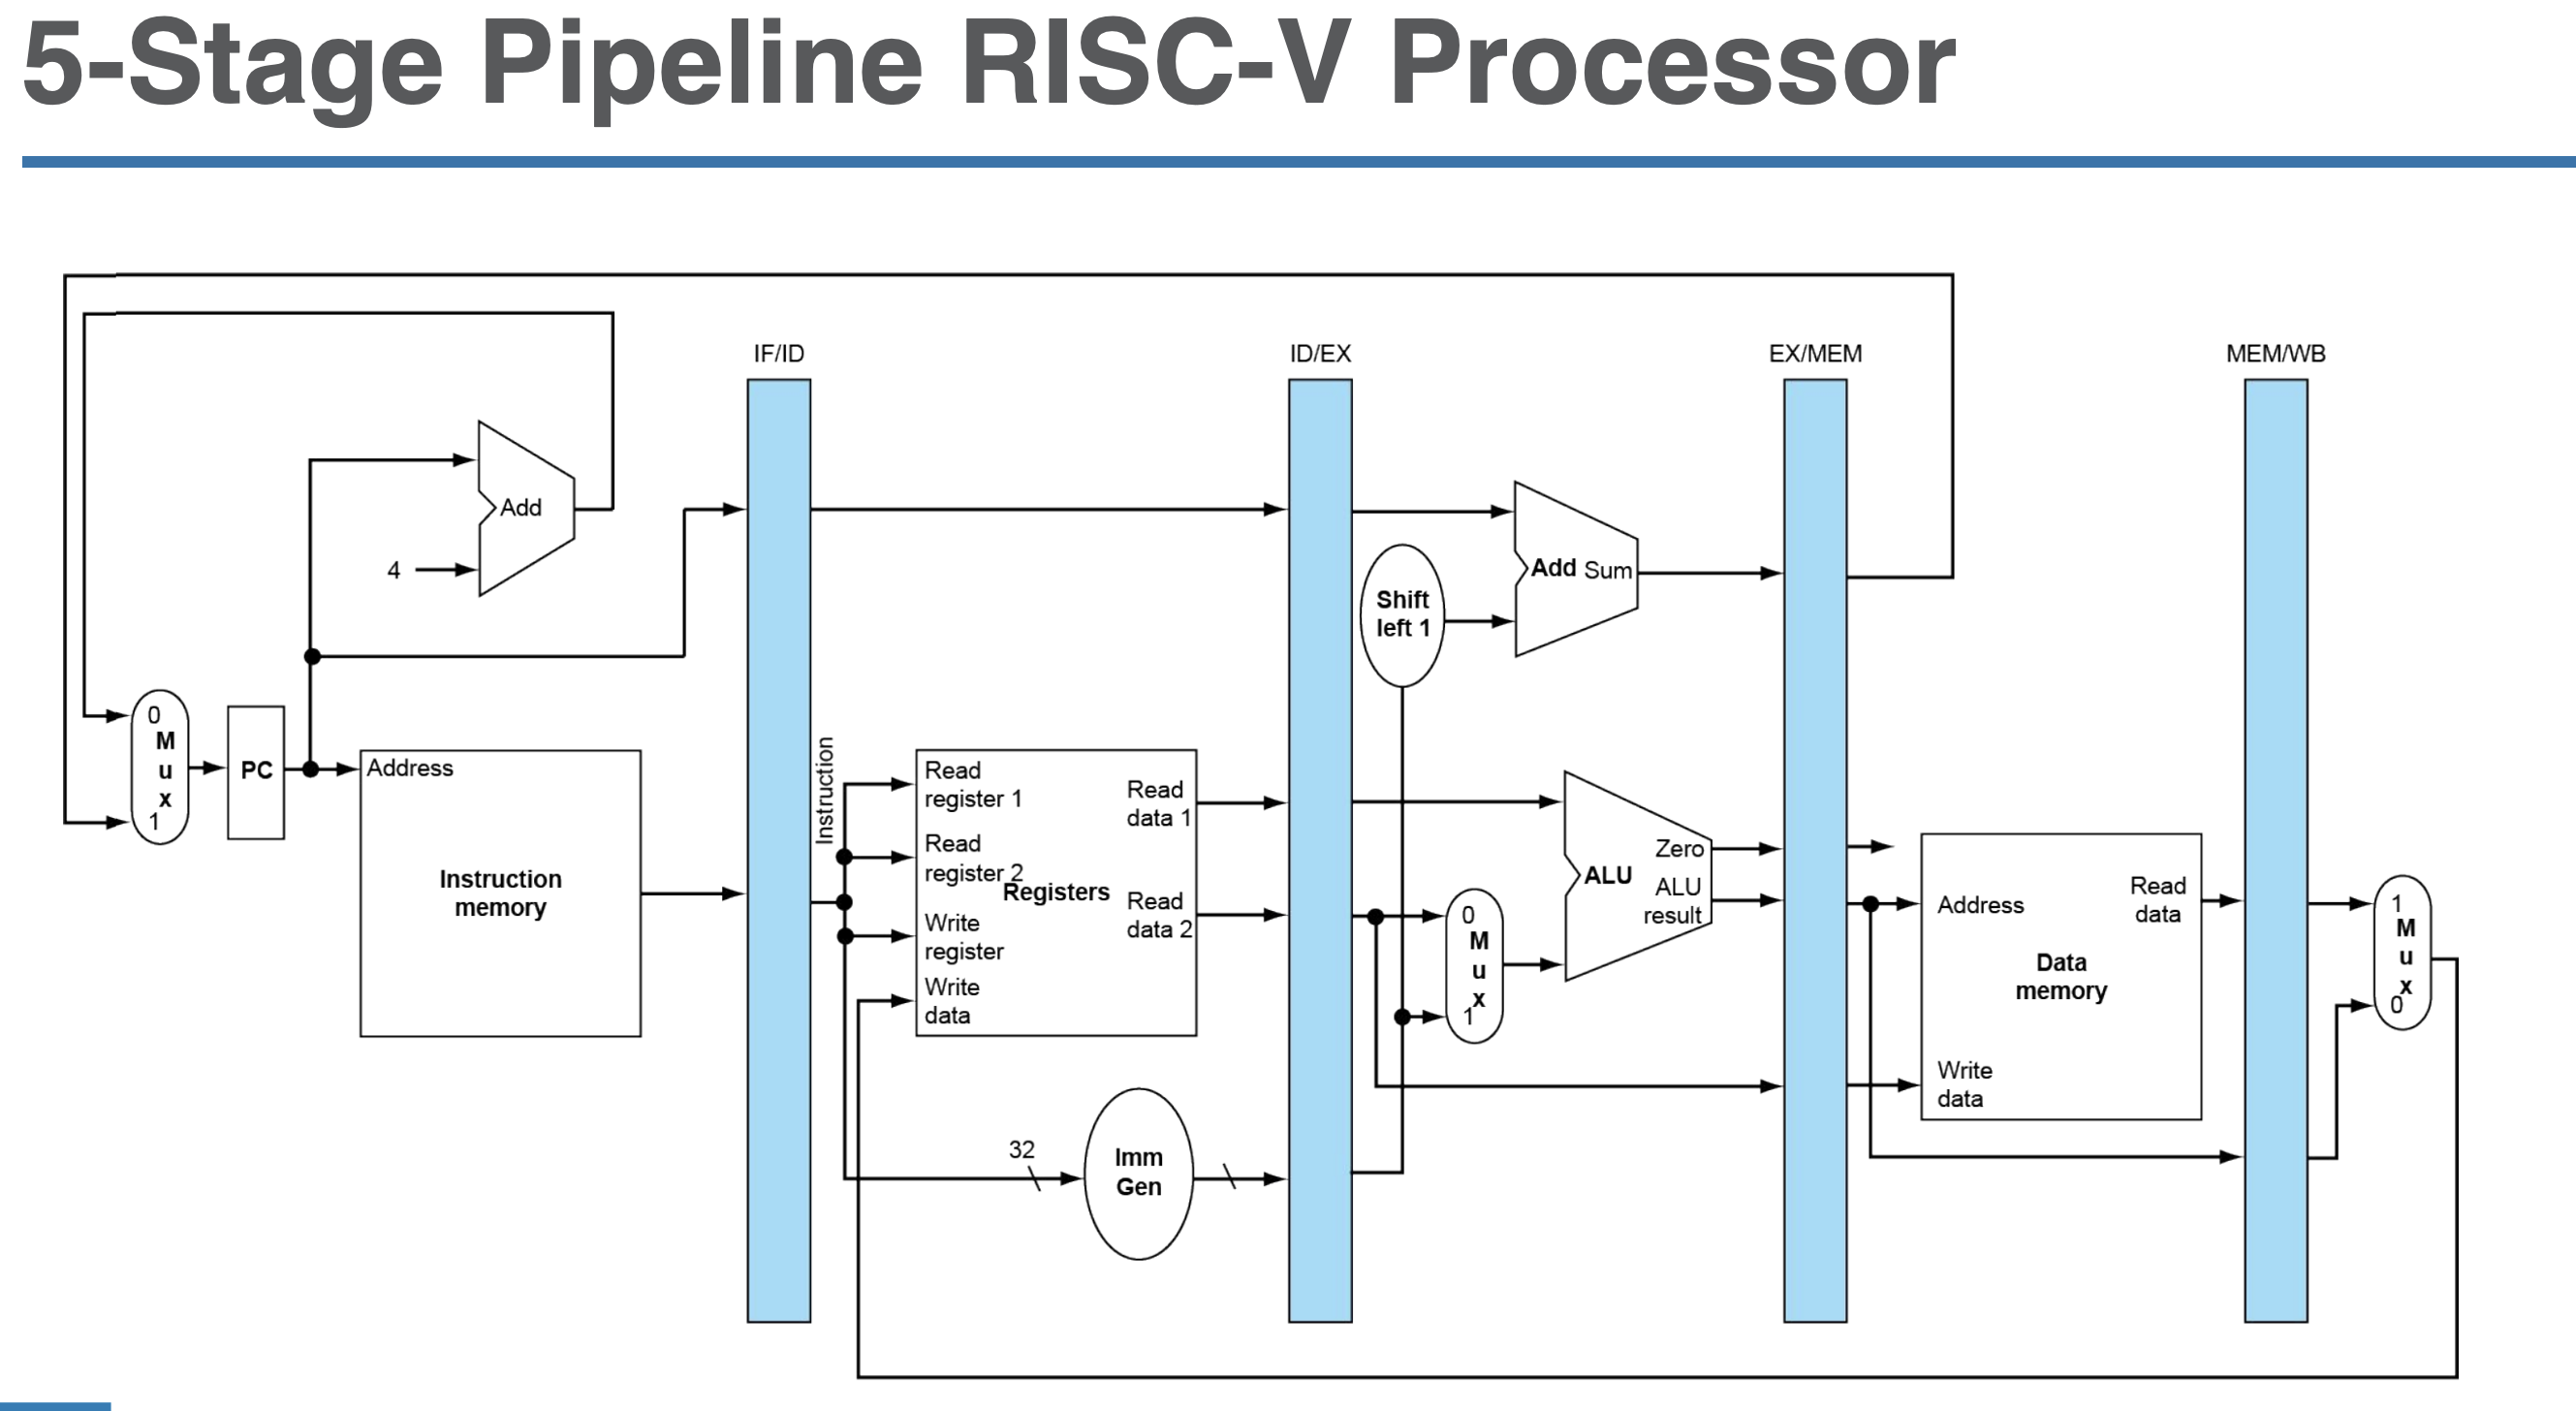 5-Stage Pipeline RISC-V Processor
IF/ID
ID/EX
EX/MEM
MEM/WB
Add
4
Add Sum
Shift
left 1
0
M
u
x
1
PC
Address
Instruction
memory
Instruction
Read
register 1
Read
register 2
Write
register
Write
data
Registers
Read
data 1
Read
data 2
32
Imm
Gen
0
M
u
x
1
ALU
Zero
ALU
result
Address
Read
data
Data
memory
Write
data
1
M
u
x
0